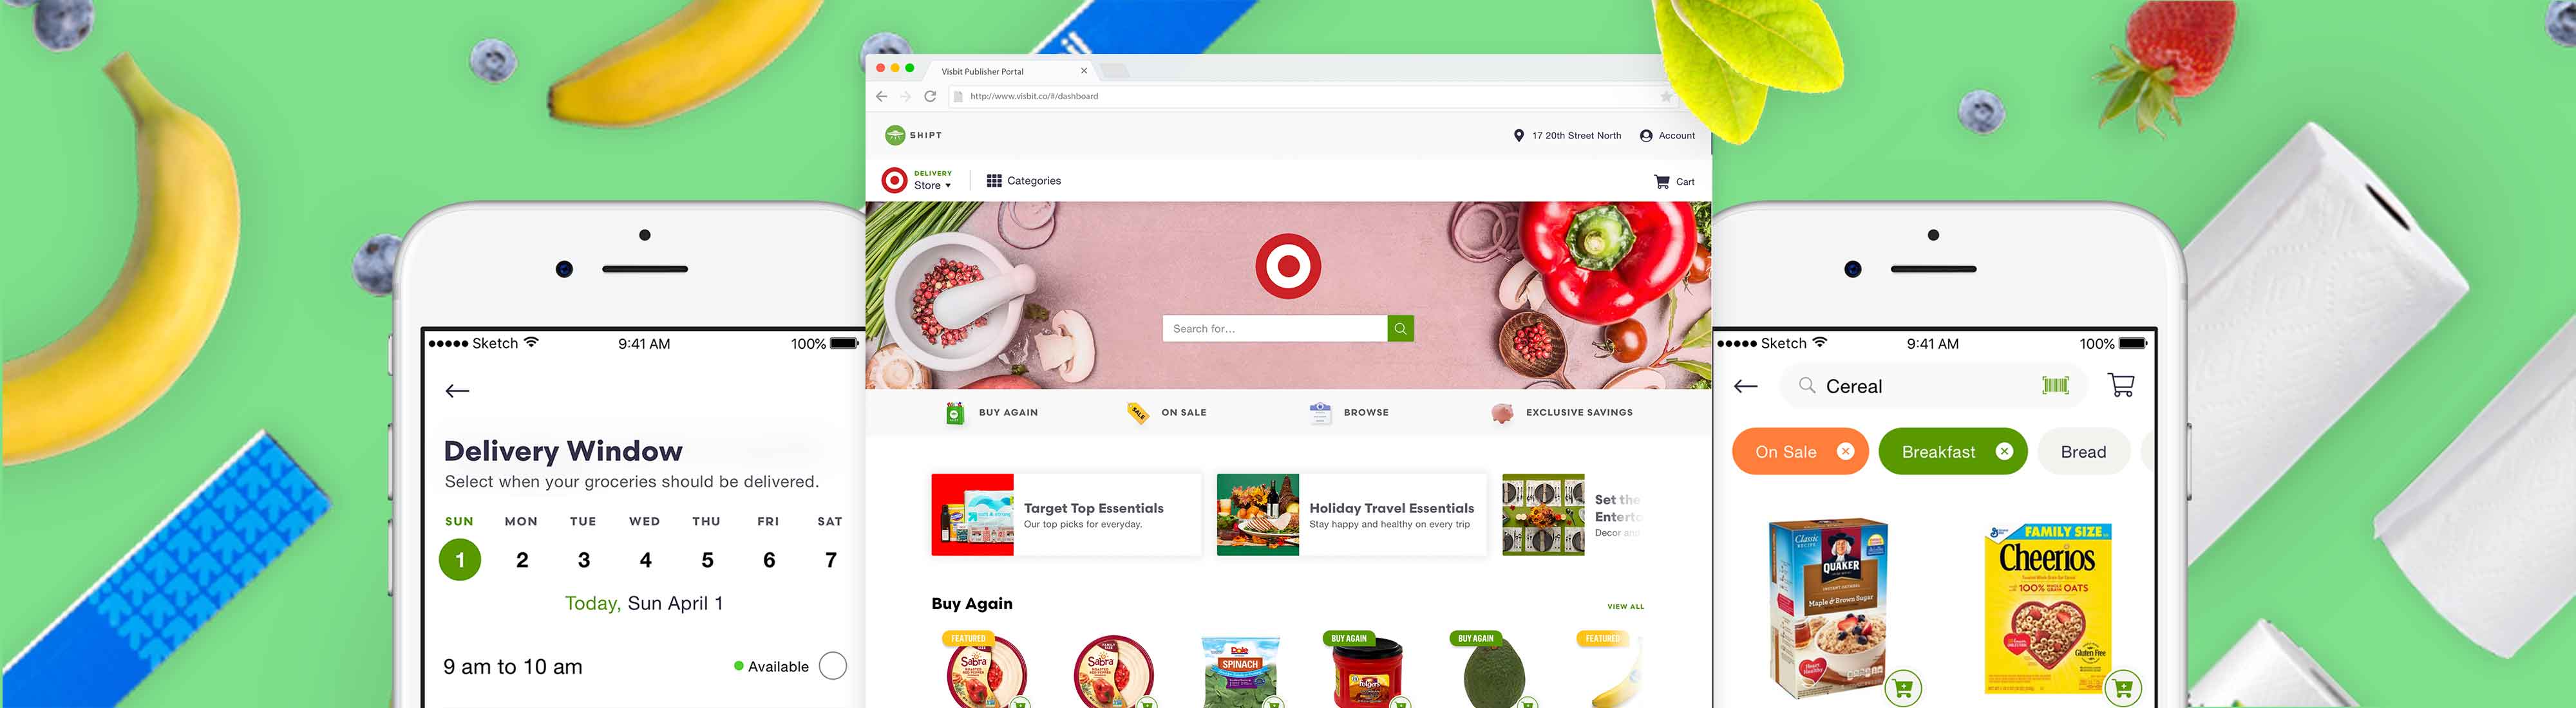 Sketch 9:41 AM 100%
Delivery Window
Select when your groceries should be delivered.
SUN MON TUE WED THU FRI SAT
1 2 3 4 5 6 7
Today, Sun April 1
9 am to 10 am Available
Visbit Publisher Portal
http://www.visbit.co/#/dashboard
SHIPT
17 20th Street North Account
DELIVERY
Store
Categories
Cart
Search for...
BUY AGAIN ON SALE BROWSE EXCLUSIVE SAVINGS
Target Top Essentials
Our top picks for everyday.
Holiday Travel Essentials
Stay happy and healthy on every trip
Set the
Decor and
Buy Again
VIEW ALL
FEATURED
Sabra
Sabra
Dole
SPINACH
BUY AGAIN
Folgers
BUY AGAIN
FEATURED
Sketch 9:41 AM 100%
Cereal
On Sale Breakfast Bread
Classic
QUAKER
INSTANT OATMEAL
Maple & Brown Sugar
Heart
Healthy
FAMILY SIZE
Cheerios
100% WHOLE GRAIN OATS
Gluten Free